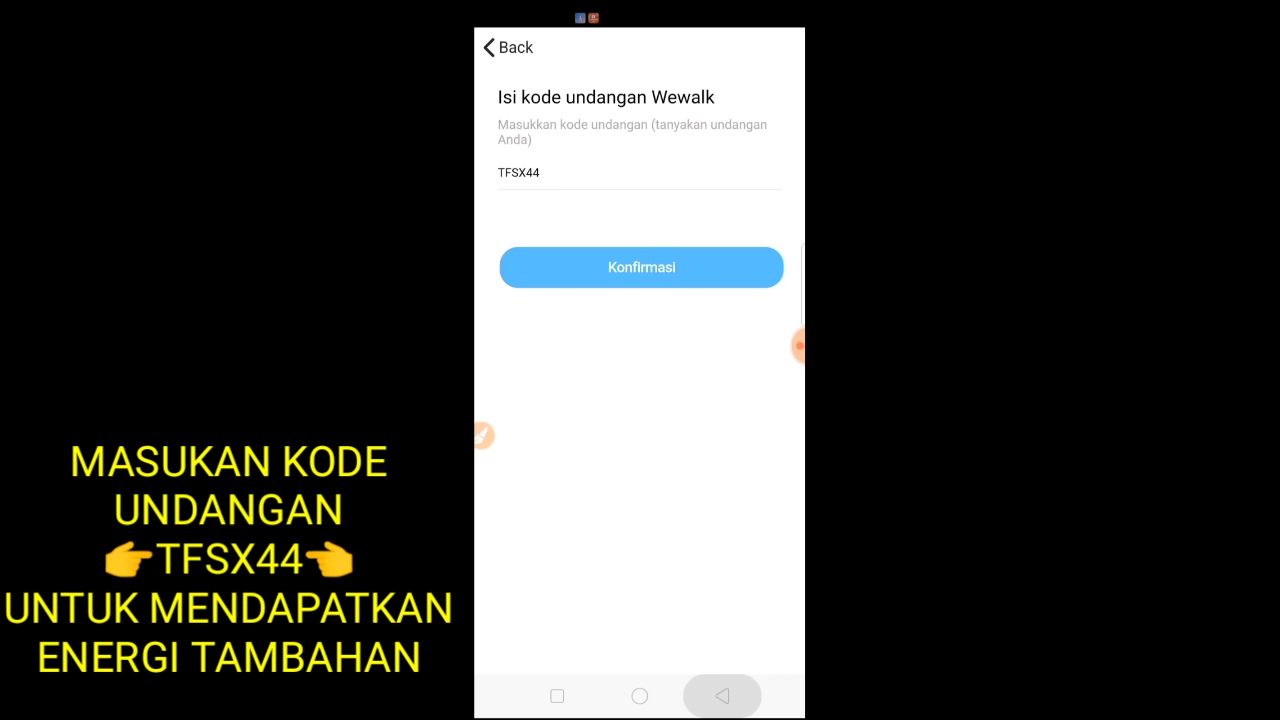 Back
Isi kode undangan Wewalk
Masukkan kode undangan (tanyakan undangan
Anda)
TFSX44
Konfirmasi
MASUKAN KODE
UNDANGAN
👉TFSX44👈
UNTUK MENDAPATKAN
ENERGI TAMBAHAN